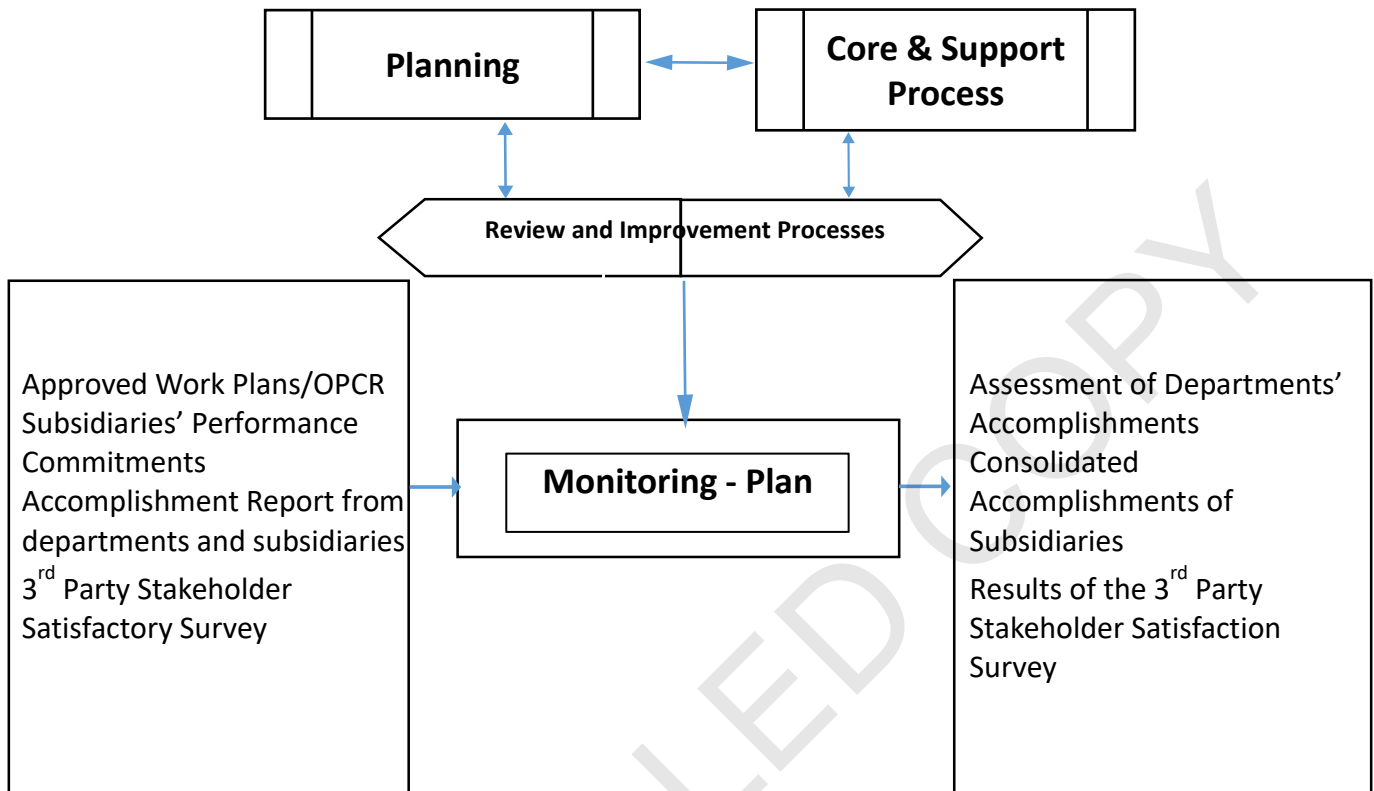 Planning
Core & Support
Process
Review and Improvement Processes
Approved Work Plans/OPCR
Subsidiaries’ Performance
Commitments
Accomplishment Report from
departments and subsidiaries
3rd Party Stakeholder
Satisfactory Survey
Monitoring - Plan
Assessment of Departments’
Accomplishments
Consolidated
Accomplishments of
Subsidiaries
Results of the 3rd Party
Stakeholder Satisfaction
Survey
LED COPY